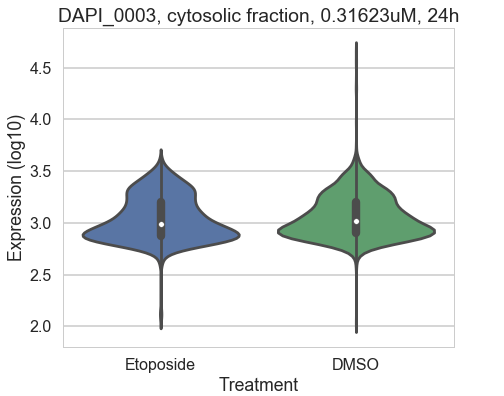 DAPI_0003, cytosolic fraction, 0.31623uM, 24h
Expression (log10)
4.5
4.0
3.5
3.0
2.5
2.0
Etoposide
DMSO
Treatment